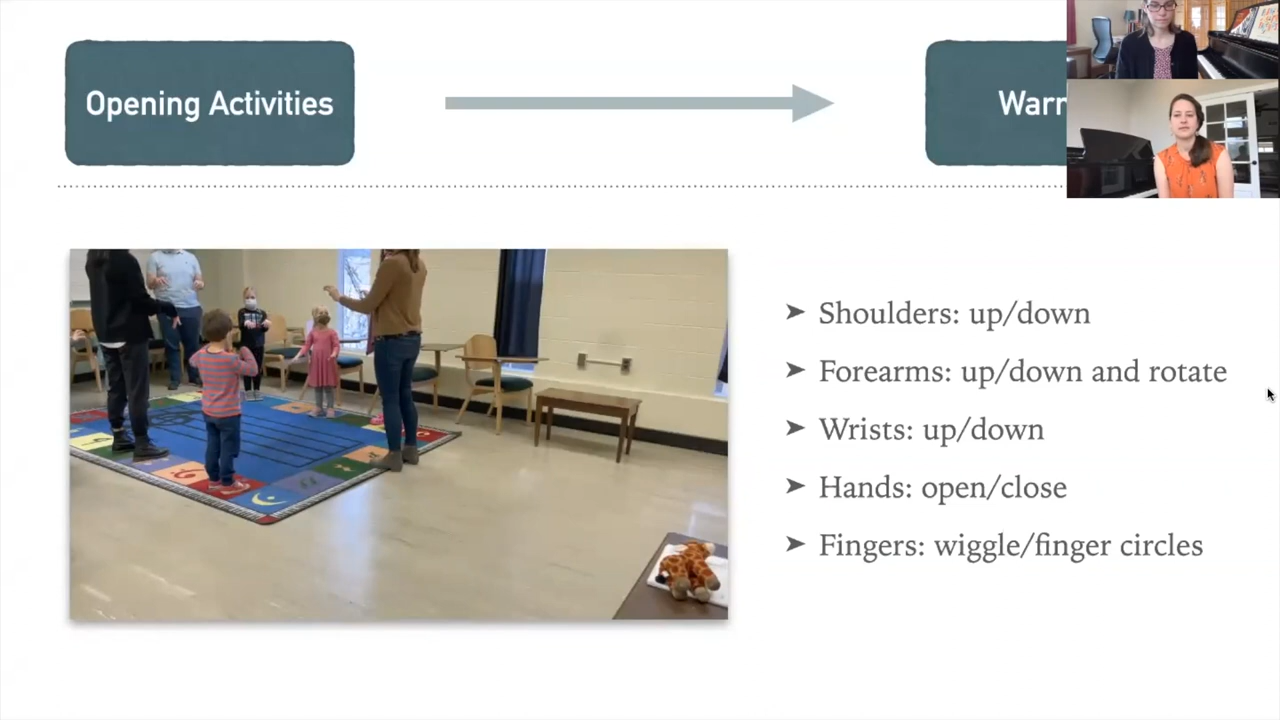 Opening Activities
Shoulders: up/down
Forearms: up/down and rotate
Wrists: up/down
Hands: open/close
Fingers: wiggle/finger circles